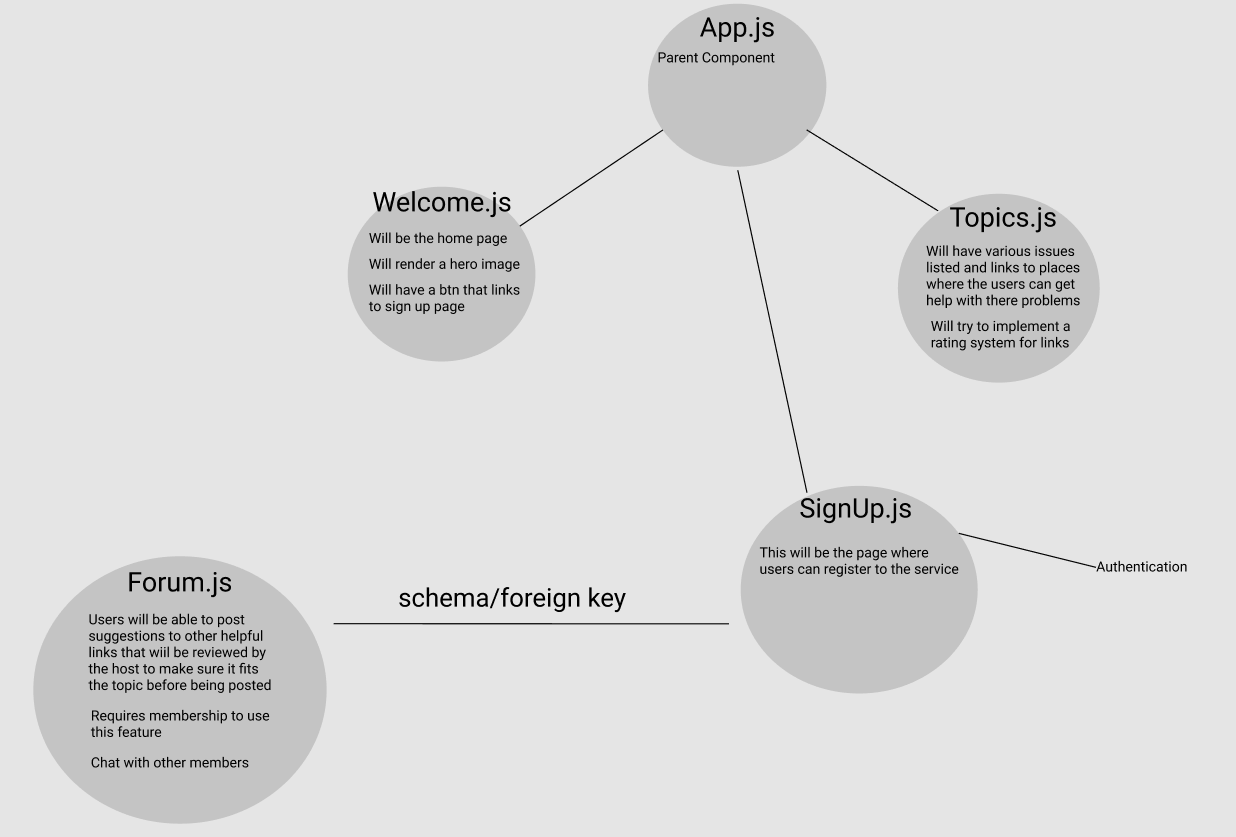 App.js
Parent Component
Welcome.js
Will be the home page
Will render a hero image
Will have a btn that links
to sign up page
Topics.js
Will have various issues
listed and links to places
where the users can get
help with there problems
Will try to implement a
rating system for links
SignUp.js
This will be the page where
users can register to the service
Authentication
schema/foreign key
Forum.js
Users will be able to post
suggestions to other helpful
links that wiil be reviewed by
the host to make sure it fits
the topic before being posted
Requires membership to use
this feature
Chat with other members